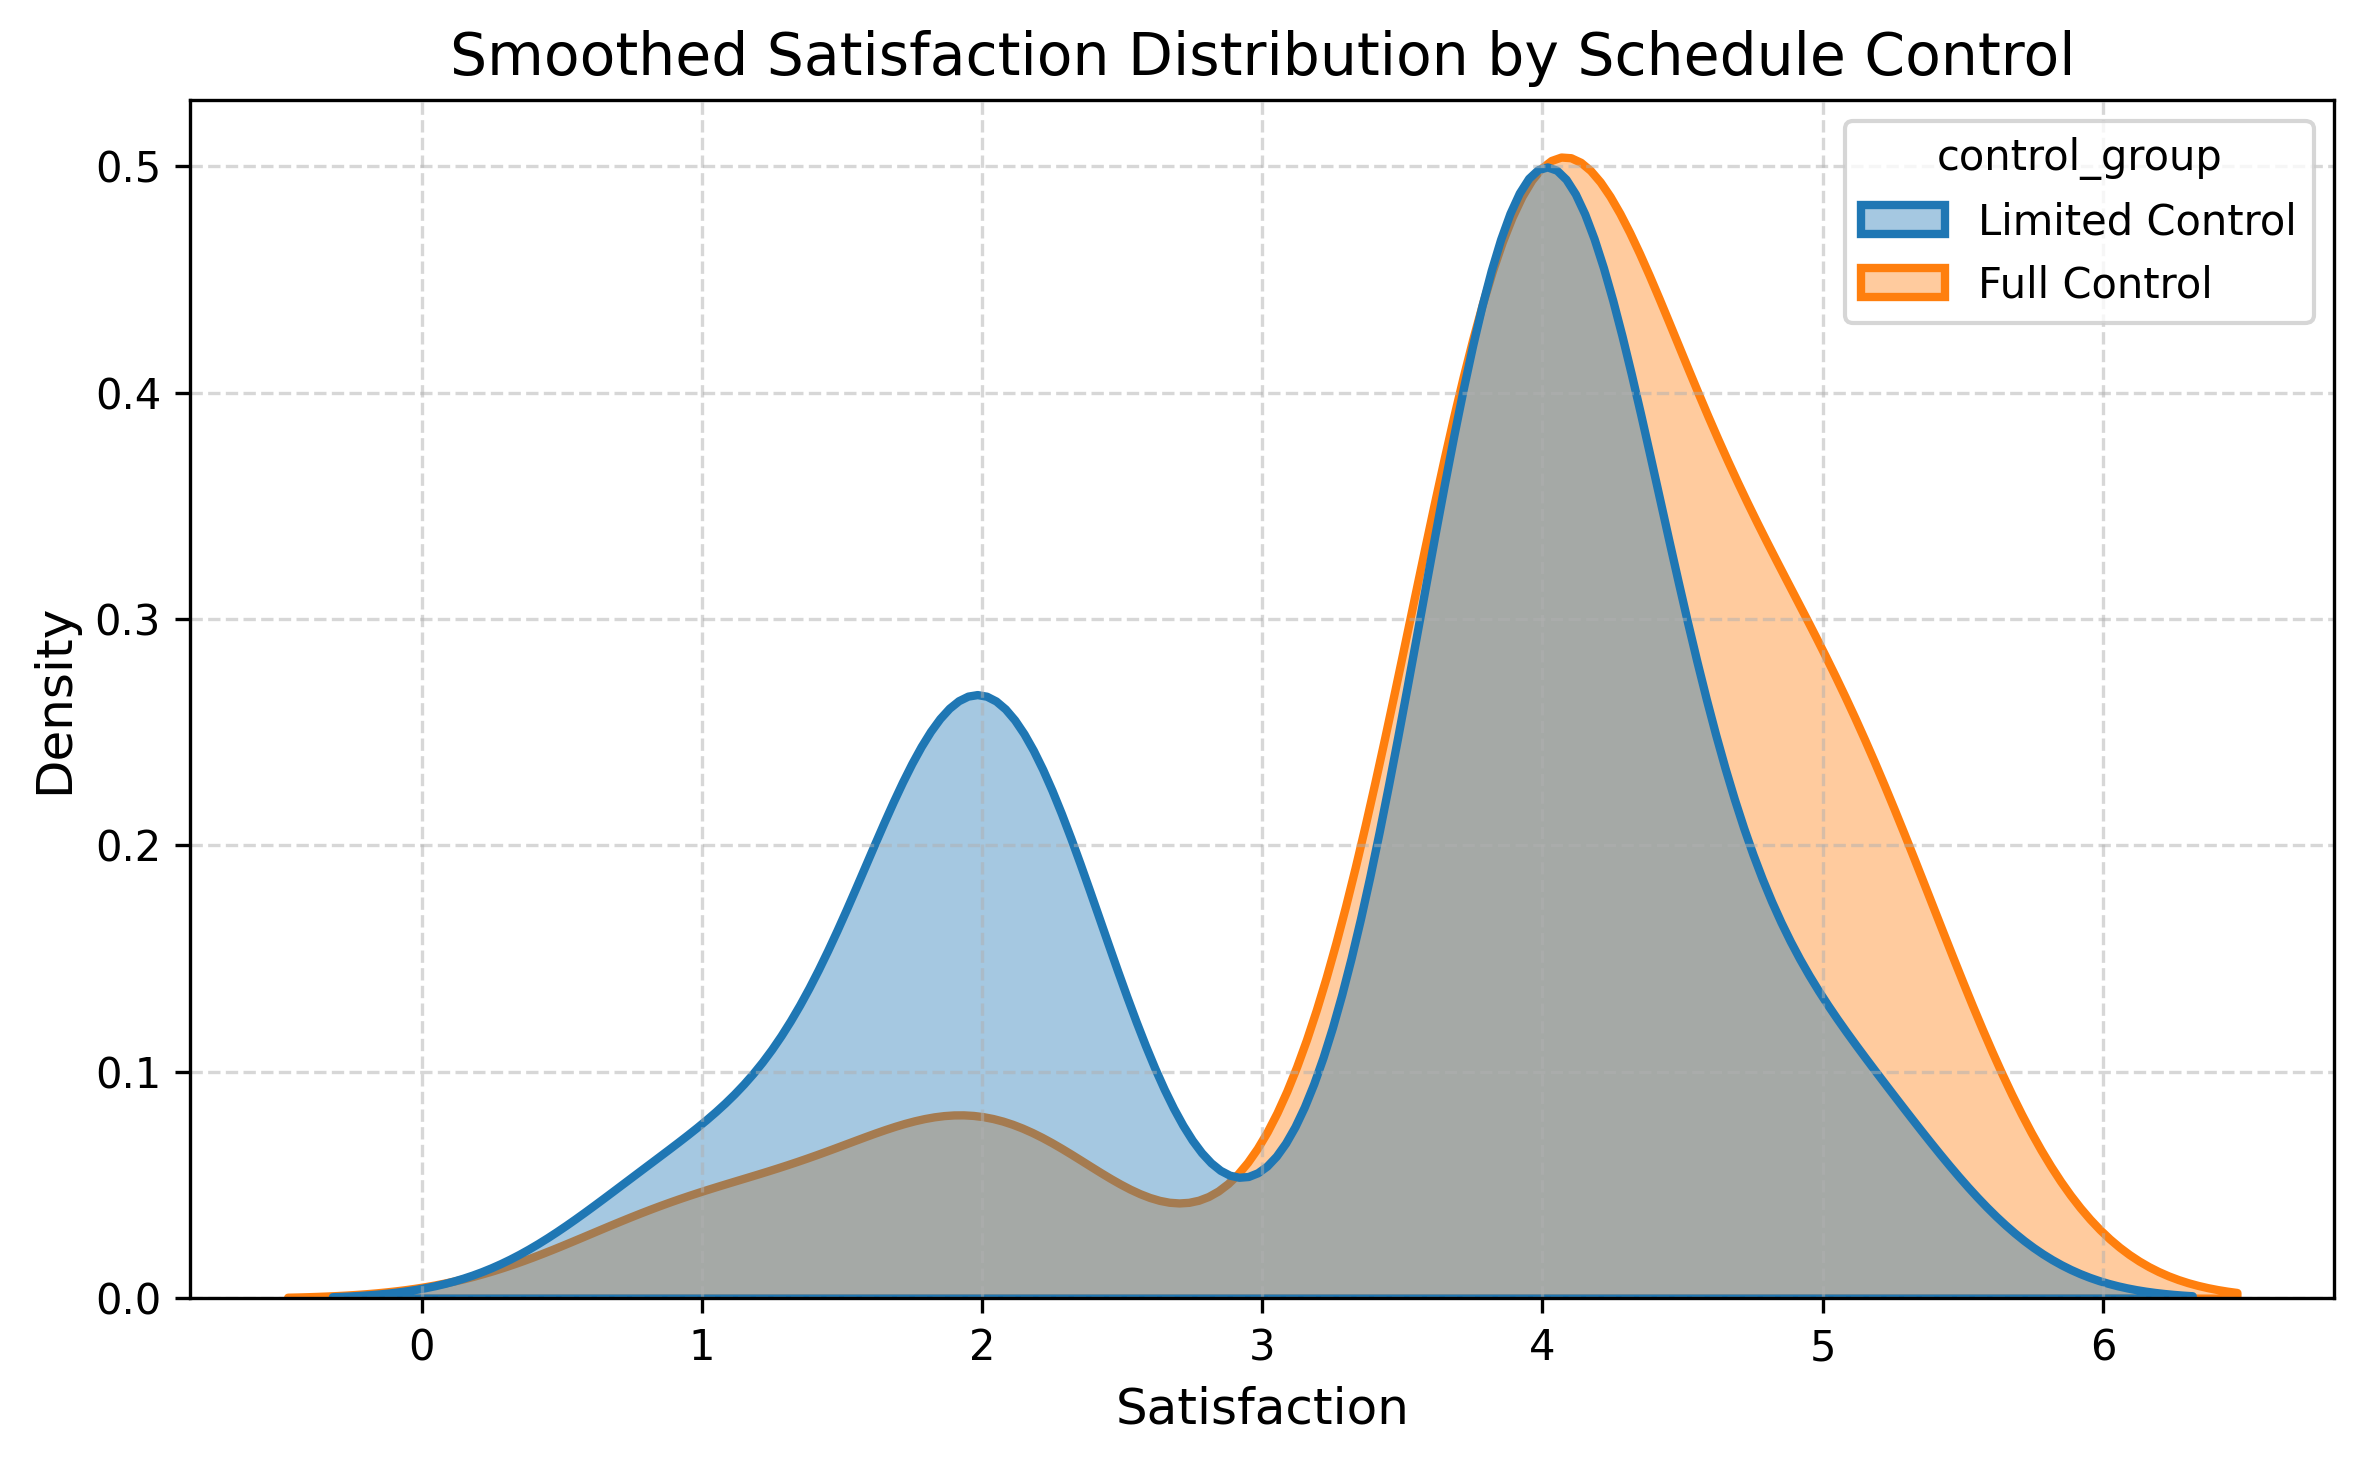 Smoothed Satisfaction Distribution by Schedule Control
control_group
Limited Control
Full Control
0.5
0.4
0.3
0.2
0.1
0.0
Density
0 1 2 3 4 5 6
Satisfaction